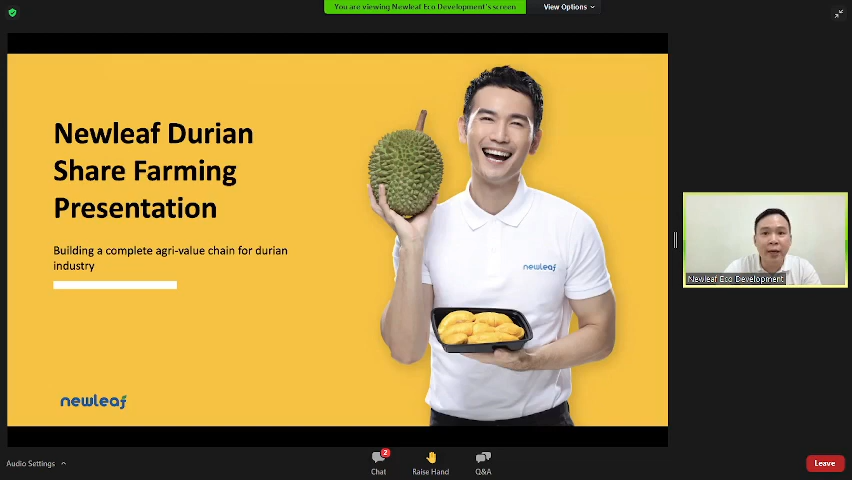 You are viewing Newleaf Eco Development's screen
View Options
Newleaf Durian
Share Farming
Presentation
Building a complete agri-value chain for durian
industry
newleaf
newleaf
Newleaf Eco Development
Audio Settings
2
Chat
Raise Hand
Q&A
Leave